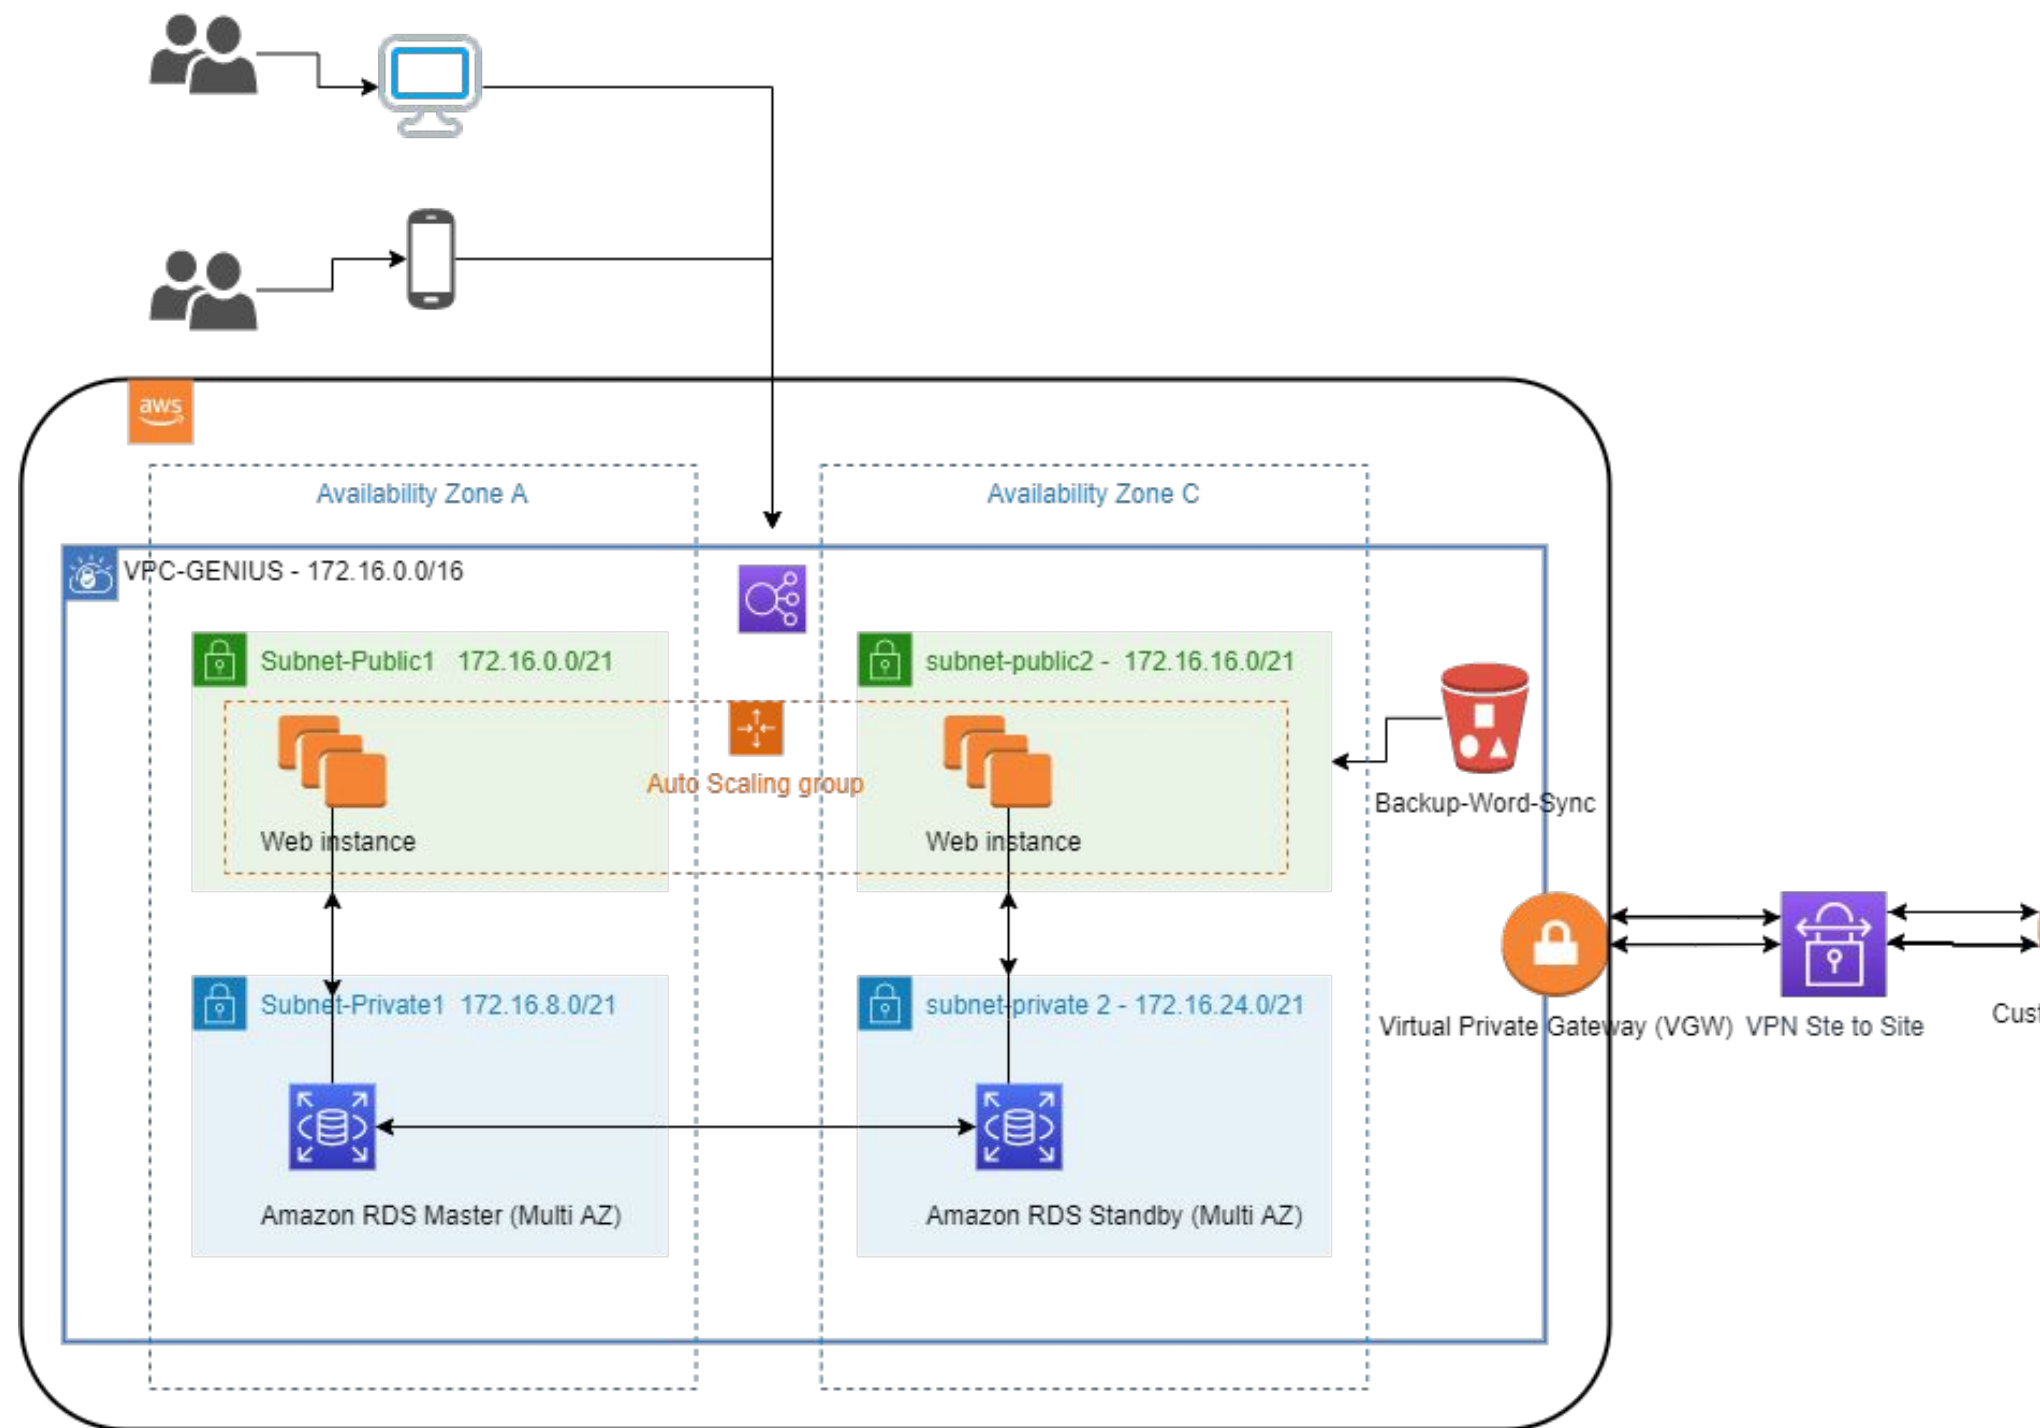 aws
Availability Zone A
Availability Zone C
VPC-GENIUS - 172.16.0.0/16
Subnet-Public1 172.16.0.0/21
subnet-public2 - 172.16.16.0/21
Auto Scaling group
Web instance
Web instance
Backup-Word-Sync
Subnet-Private1 172.16.8.0/21
subnet-private 2 - 172.16.24.0/21
Virtual Private Gateway (VGW)
VPN Ste to Site
Amazon RDS Master (Multi AZ)
Amazon RDS Standby (Multi AZ)